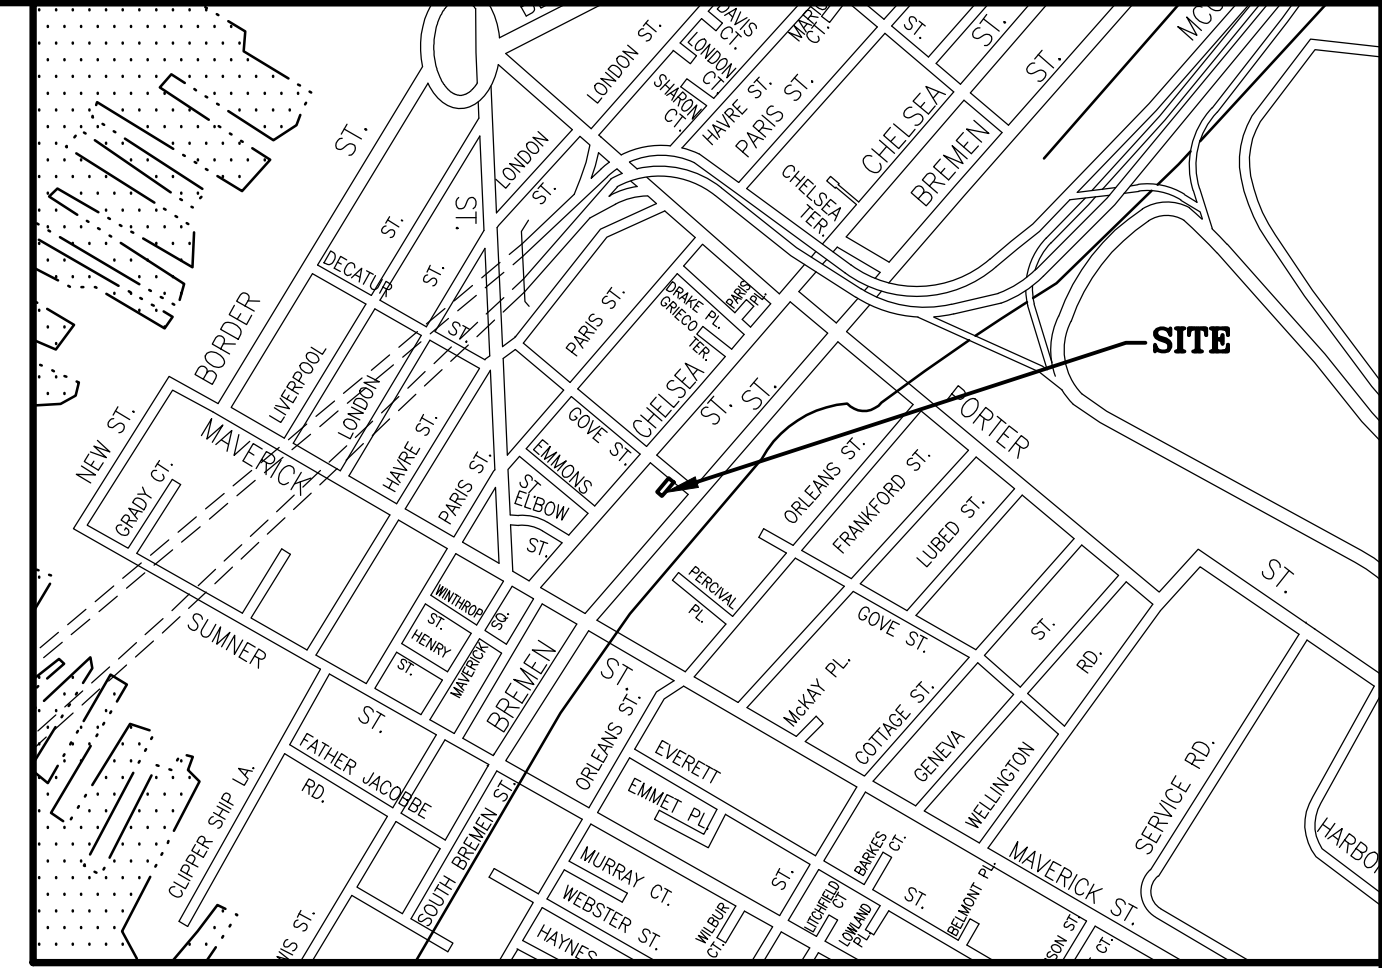 DAVIS
CT.
LONDON ST.
LONDON
CT.
SHARON
CT.
HAVRE ST.
PARIS ST.
CT.
ST.
ST.
ST.
CHELSEA
BREMEN
CHELSEA
TER.
ST.
LONDON
ST.
ST.
ST.
DECATUR
ST.
ST.
BORDER
LIVERPOOL
LONDON
HAVRE ST.
PARIS ST.
PARIS ST.
DRAKE PL.
GRIECO
TER.
PARIS
PL.
CHELSEA
ST.
ST.
SITE
NEW ST.
MAVERICK
GRADY CT.
GOVE ST.
EMMONS
ST.
ELBOW
ST.
PORTER
ORLEANS ST.
FRANKFORD ST.
LUBED ST.
ST.
PERCIVAL
PL.
GOVE ST.
ST.
RD.
SUMNER
WINTHROP
ST.
HENRY
ST.
SQ.
MAVERICK
BREMEN
ST.
ST.
McKAY PL.
COTTAGE ST.
GENEVA
WELLINGTON
SERVICE RD.
FATHER JACOBBE
RD.
ORLEANS ST.
EVERETT
EMMET PL.
CLIPPER SHIP LA.
SOUTH BREMEN ST.
MURRAY CT.
WEBSTER ST.
ST.
BARKES
CT.
LITCHFIELD
CT
LOWLAND
PL
ST.
BELMONT PL.
MAVERICK ST.
WILBUR
CT.
CT.